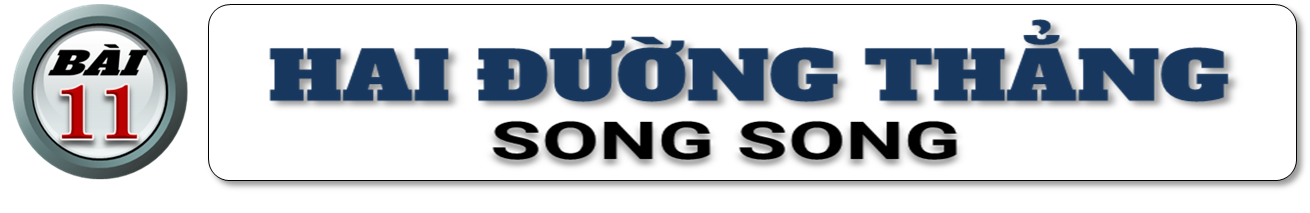 BÀI
11
HAI ĐƯỜNG THẲNG
SONG SONG